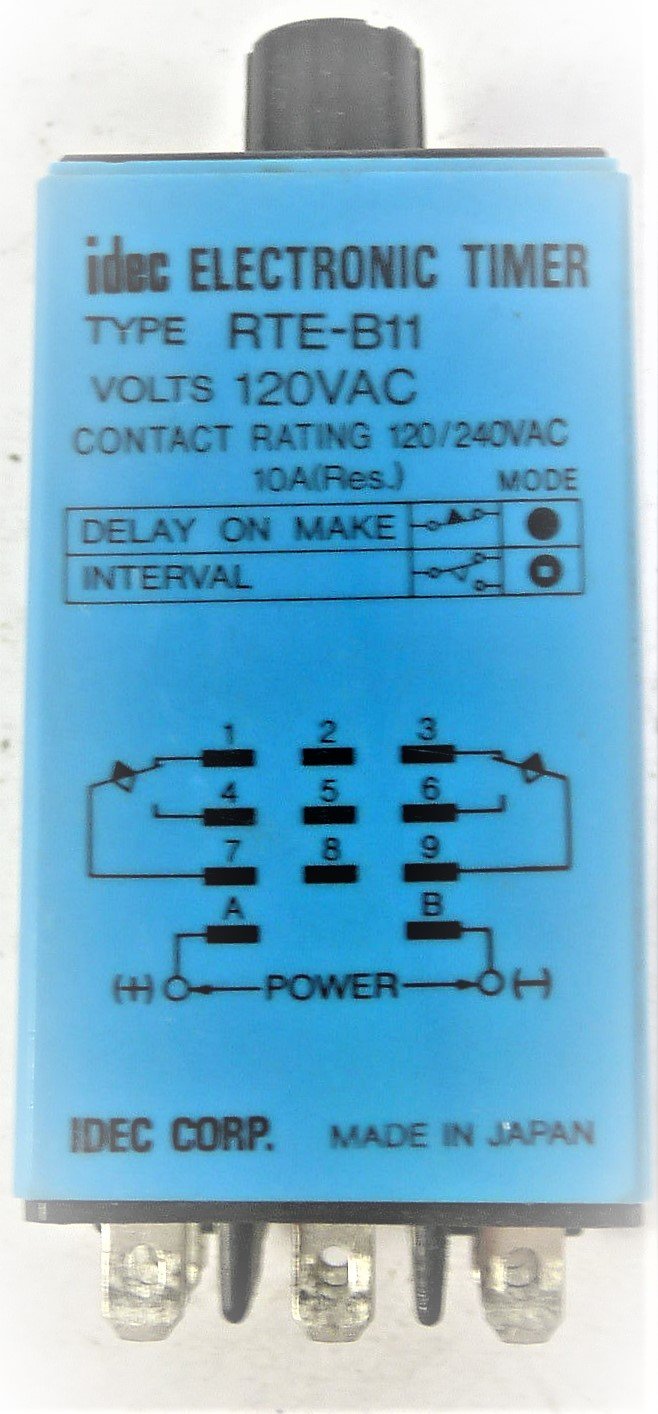 idec ELECTRONIC TIMER
TYPE RTE-B11
VOLTS 120VAC
CONTACT RATING 120/240VAC
10A(Res.) MODE
DELAY ON MAKE
INTERVAL
1 2 3
4 5 6
7 8 9
A B
(+) POWER (-)
IDEC CORP. MADE IN JAPAN